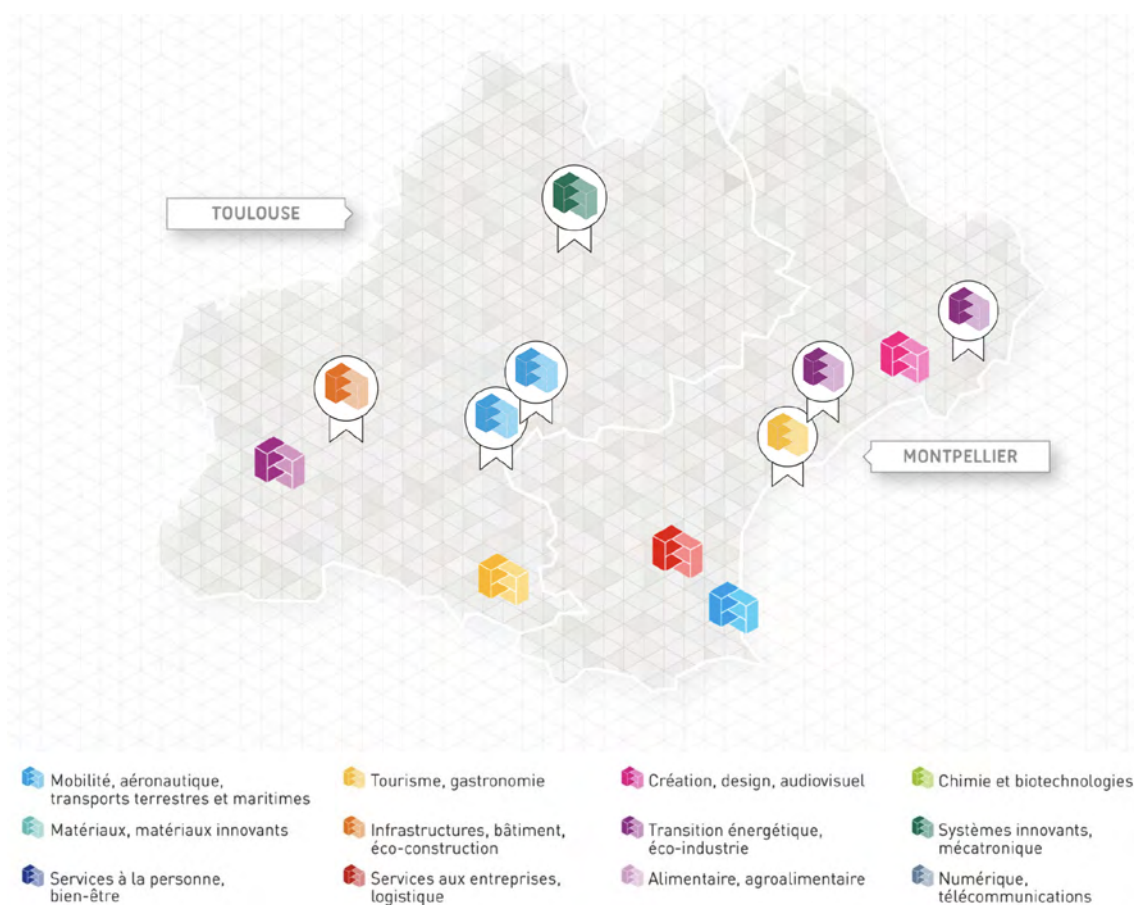 TOULOUSE
MONTPELLIER
Mobilité, aéronautique,
transports terrestres et maritimes
Matériaux, matériaux innovants
Services à la personne,
bien-être
Tourisme, gastronomie
Infrastructures, bâtiment,
éco-construction
Services aux entreprises,
logistique
Création, design, audiovisuel
Transition énergétique,
éco-industrie
Alimentaire, agroalimentaire
Chimie et biotechnologies
Systèmes innovants,
mécatronique
Numérique,
télécommunications